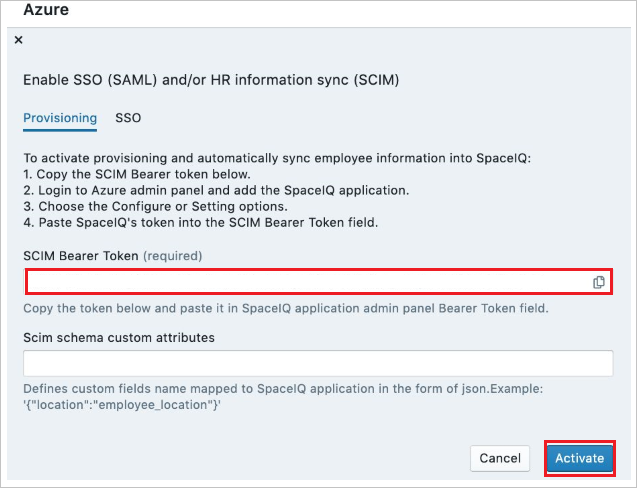 Azure
×
Enable SSO (SAML) and/or HR information sync (SCIM)
Provisioning SSO
To activate provisioning and automatically sync employee information into SpaceIQ:
1. Copy the SCIM Bearer token below.
2. Login to Azure admin panel and add the SpaceIQ application.
3. Choose the Configure or Setting options.
4. Paste SpaceIQ's token into the SCIM Bearer Token field.
SCIM Bearer Token (required)
Copy the token below and paste it in SpaceIQ application admin panel Bearer Token field.
Scim schema custom attributes
Defines custom fields name mapped to SpaceIQ application in the form of json.Example:
'{"location":"employee_location"}'
Cancel Activate